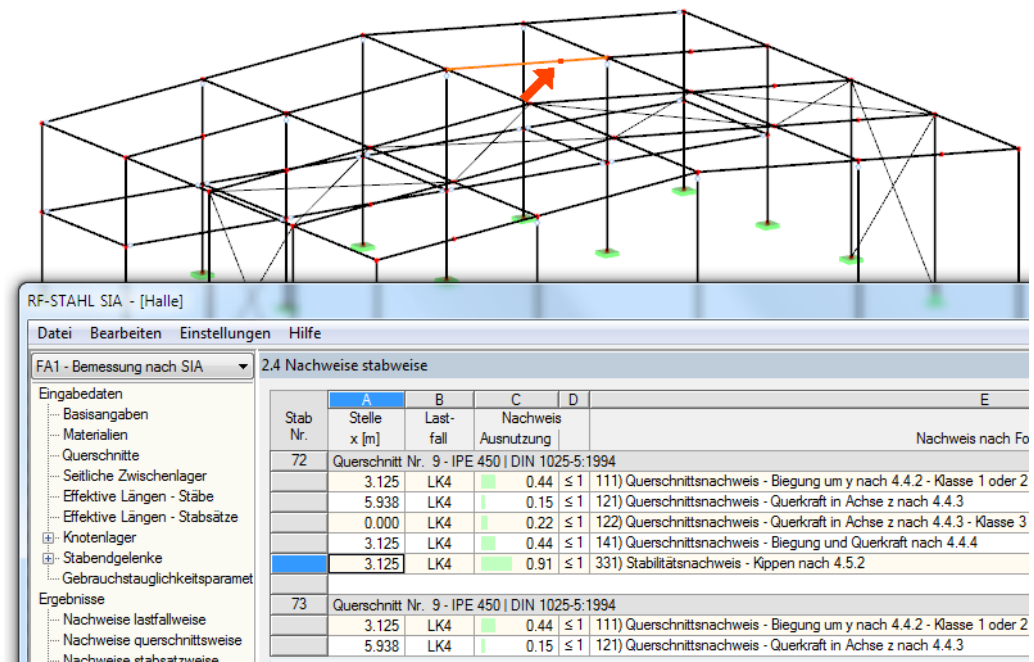 RF-STAHL SIA - [Halle]
Datei Bearbeiten Einstellungen Hilfe
FA1 - Bemessung nach SIA
Eingabedaten
Basisangaben
Materialien
Querschnitte
Seitliche Zwischenlager
Effektive Längen - Stäbe
Effektive Längen - Stabsätze
Knotenlager
Stabendgelenke
Gebrauchstauglichkeitsparamet
Ergebnisse
Nachweise lastfallweise
Nachweise querschnittsweise
Nachweise stabsatzweise
2.4 Nachweise stabweise
A B C D E
Stab Stelle Last- Nachweis
Nr. x [m] fall Ausnutzung Nachweis nach Fo
72 Querschnitt Nr. 9 - IPE 450 | DIN 1025-5:1994
3.125 LK4 0.44 ≤ 1 111) Querschnittsnachweis - Biegung um y nach 4.4.2 - Klasse 1 oder 2
5.938 LK4 0.15 ≤ 1 121) Querschnittsnachweis - Querkraft in Achse z nach 4.4.3
0.000 LK4 0.22 ≤ 1 122) Querschnittsnachweis - Querkraft in Achse z nach 4.4.3 - Klasse 3
3.125 LK4 0.44 ≤ 1 141) Querschnittsnachweis - Biegung und Querkraft nach 4.4.4
3.125 LK4 0.91 ≤ 1 331) Stabilitätsnachweis - Kippen nach 4.5.2
73 Querschnitt Nr. 9 - IPE 450 | DIN 1025-5:1994
3.125 LK4 0.44 ≤ 1 111) Querschnittsnachweis - Biegung um y nach 4.4.2 - Klasse 1 oder 2
5.938 LK4 0.15 ≤ 1 121) Querschnittsnachweis - Querkraft in Achse z nach 4.4.3